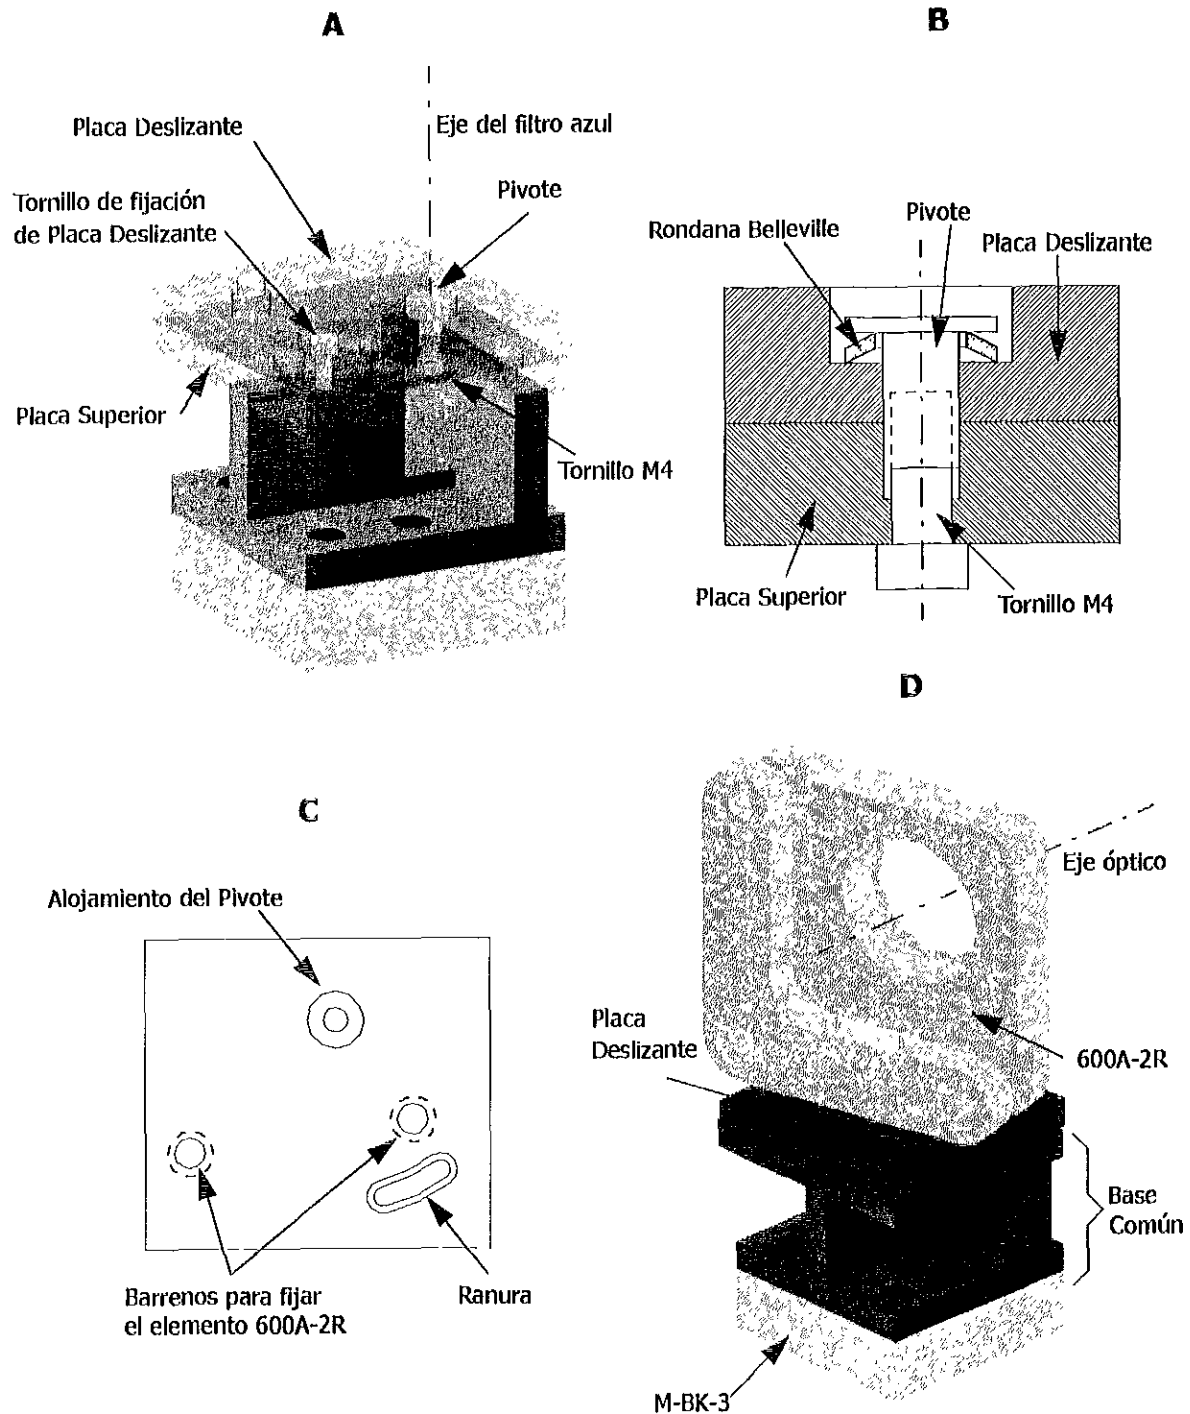 A
Placa Deslizante
Eje del filtro azul
Tornillo de fijación
de Placa Deslizante
Pivote
Placa Superior
Tornillo M4
B
Rondana Belleville
Pivote
Placa Deslizante
Placa Superior
Tornillo M4
C
Alojamiento del Pivote
Barrenos para fijar
el elemento 600A-2R
Ranura
D
Eje óptico
Placa
Deslizante
600A-2R
Base
Común
M-BK-3